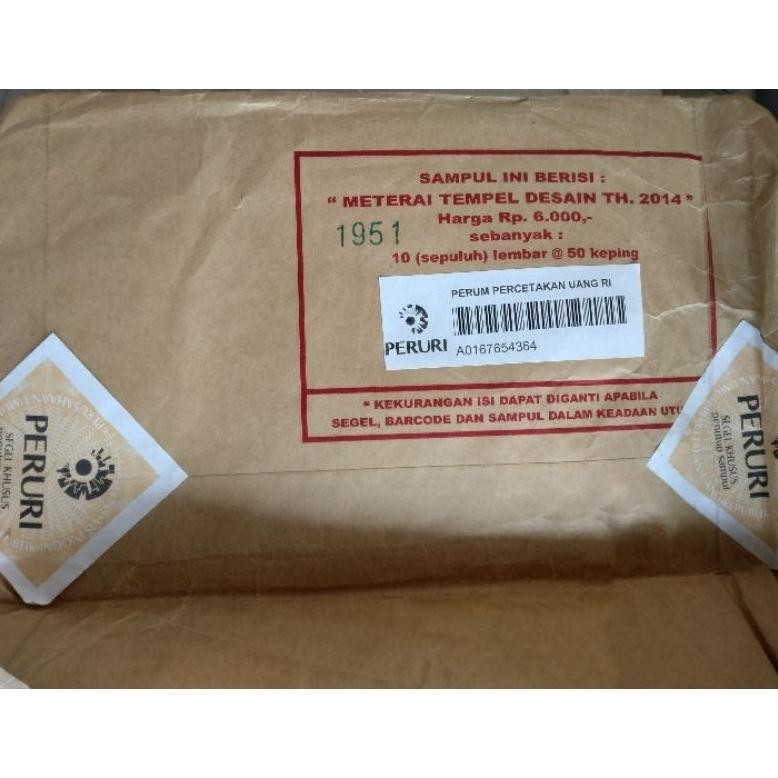 SAMPUL INI BERISI :
" METERAI TEMPEL DESAIN TH. 2014 "
Harga Rp. 6.000,-
1951
sebanyak :
10 (sepuluh) lembar @ 50 keping
PERUM PERCETAKAN UANG RI
PERURI
A0167654364
" KEKURANGAN ISI DAPAT DIGANTI APABILA
SEGEL, BARCODE DAN SAMPUL DALAM KEADAAN UTU
PERURI
SEGEL KHUSUS
PERURI
SEGEL KHUSUS
penutup sampul